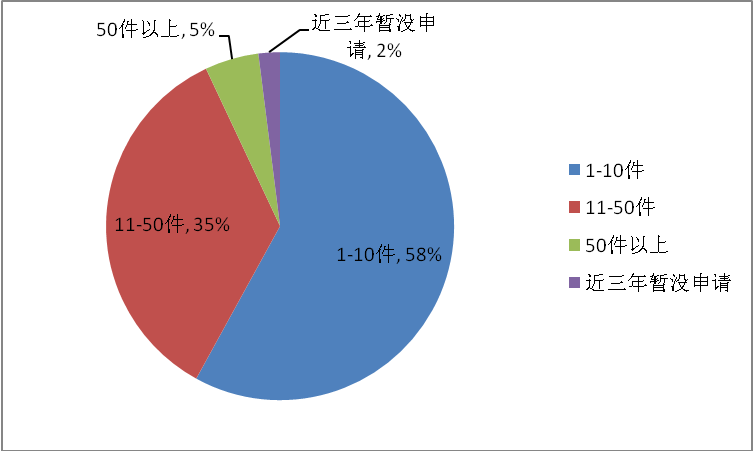 50件以上, 5%
近三年暂没申
请, 2%
11-50件, 35%
1-10件, 58%
1-10件
11-50件
50件以上
近三年暂没申请